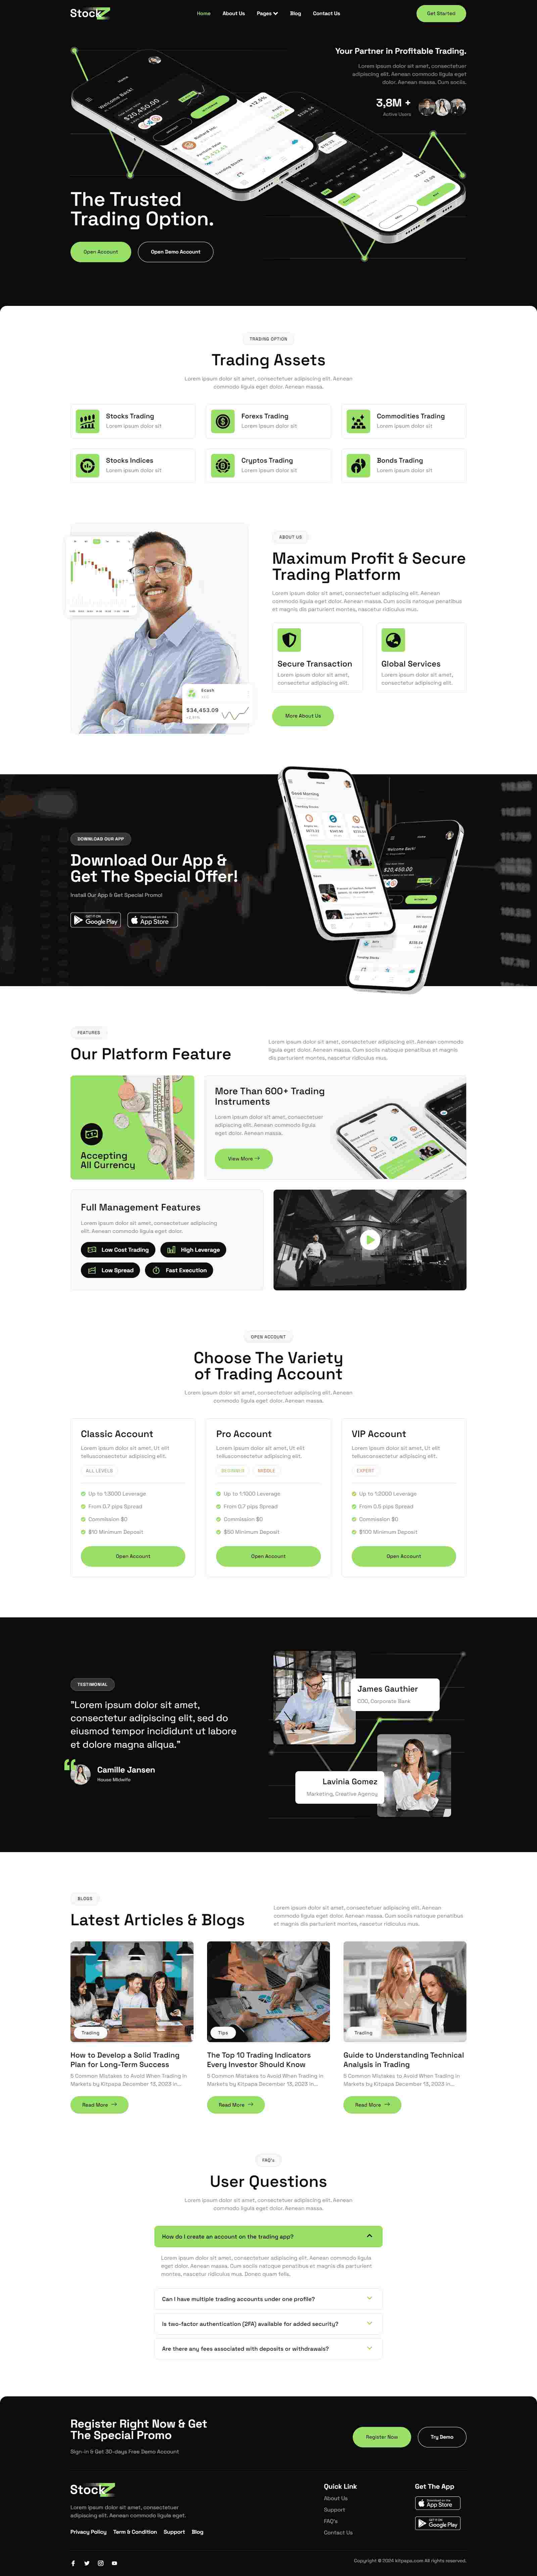 StockZ
Home
About Us
Pages
Blog
Contact Us
Get Started
Your Partner in Profitable Trading.
Lorem ipsum dolor sit amet, consectetuer
adipiscing elit. Aenean commodo ligula eget
dolor. Aenean massa. Cum sociis.
3,8M +
Active Users
The Trusted
Trading Option.
Open Account
Open Demo Account
TRADING OPTION
Trading Assets
Lorem ipsum dolor sit amet, consectetuer adipiscing elit. Aenean
commodo ligula eget dolor. Aenean massa.
Stocks Trading
Lorem ipsum dolor sit
Forexs Trading
Lorem ipsum dolor sit
Commodities Trading
Lorem ipsum dolor sit
Stocks Indices
Lorem ipsum dolor sit
Cryptos Trading
Lorem ipsum dolor sit
Bonds Trading
Lorem ipsum dolor sit
$34,453.09
ABOUT US
Maximum Profit & Secure
Trading Platform
Lorem ipsum dolor sit amet, consectetuer adipiscing elit. Aenean
commodo ligula eget dolor. Aenean massa. Cum sociis natoque penatibus
et magnis dis parturient montes, nascetur ridiculus mus.
Secure Transaction
Lorem ipsum dolor sit amet,
consectetur adipiscing elit.
Global Services
Lorem ipsum dolor sit amet,
consectetur adipiscing elit.
More About Us
DOWNLOAD OUR APP
Download Our App &
Get The Special Offer!
Install Our App & Get Special Promo!
GET IT ON
Google Play
Download on the
App Store
Good Morning
Welcome Back!
FEATURES
Our Platform Feature
Lorem ipsum dolor sit amet, consectetuer adipiscing elit. Aenean commodo
ligula eget dolor. Aenean massa. Cum sociis natoque penatibus et magnis
dis parturient montes, nascetur ridiculus mus.
Accepting
All Currency
More Than 600+ Trading
Instruments
Lorem ipsum dolor sit amet, consectetuer
adipiscing elit. Aenean commodo ligula
eget dolor. Aenean massa.
View More
Full Management Features
Lorem ipsum dolor sit amet, consectetuer adipiscing
elit. Aenean commodo ligula eget dolor.
Low Cost Trading
High Leverage
Low Spread
Fast Execution
OPEN ACCOUNT
Choose The Variety
of Trading Account
Lorem ipsum dolor sit amet, consectetuer adipiscing elit. Aenean
commodo ligula eget dolor. Aenean massa.
Classic Account
Lorem ipsum dolor sit amet, Ut elit
telluscconsectetur adipiscing elit.
ALL LEVELS
Up to 1:3000 Leverage
From 0.7 pips Spread
Commission $0
$10 Minimum Deposit
Open Account
Pro Account
Lorem ipsum dolor sit amet, Ut elit
telluscconsectetur adipiscing elit.
BEGINNER
MIDDLE
Up to 1:1000 Leverage
From 0.7 pips Spread
Commission $0
$50 Minimum Deposit
Open Account
VIP Account
Lorem ipsum dolor sit amet, Ut elit
telluscconsectetur adipiscing elit.
EXPERT
Up to 1:2000 Leverage
From 0.5 pips Spread
Commission $0
$100 Minimum Deposit
Open Account
TESTIMONIAL
"Lorem ipsum dolor sit amet,
consectetur adipiscing elit, sed do
eiusmod tempor incididunt ut labore
et dolore magna aliqua."
Camille Jansen
House Midwife
James Gauthier
COO, Corporate Bank
Lavinia Gomez
Marketing, Creative Agency
BLOGS
Latest Articles & Blogs
Lorem ipsum dolor sit amet, consectetuer adipiscing elit. Aenean
commodo ligula eget dolor. Aenean massa. Cum sociis natoque penatibus
et magnis dis parturient montes, nascetur ridiculus mus.
Trading
How to Develop a Solid Trading
Plan for Long-Term Success
5 Common Mistakes to Avoid When Trading in
Markets by Kitpapa December 13, 2023 in...
Read More
Tips
The Top 10 Trading Indicators
Every Investor Should Know
5 Common Mistakes to Avoid When Trading in
Markets by Kitpapa December 13, 2023 in...
Read More
Trading
Guide to Understanding Technical
Analysis in Trading
5 Common Mistakes to Avoid When Trading in
Markets by Kitpapa December 13, 2023 in...
Read More
FAQ's
User Questions
Lorem ipsum dolor sit amet, consectetuer adipiscing elit. Aenean
commodo ligula eget dolor. Aenean massa.
How do I create an account on the trading app?
Lorem ipsum dolor sit amet, consectetuer adipiscing elit. Aenean commodo ligula
eget dolor. Aenean massa. Cum sociis natoque penatibus et magnis dis parturient
montes, nascetur ridiculus mus. Donec quam felis.
Can I have multiple trading accounts under one profile?
Is two-factor authentication (2FA) available for added security?
Are there any fees associated with deposits or withdrawals?
Register Right Now & Get
The Special Promo
Sign-in & Get 30-days Free Demo Account
Register Now
Try Demo
StockZ
Lorem ipsum dolor sit amet, consectetuer
adipiscing elit. Aenean commodo ligula eget.
Privacy Policy
Term & Condition
Support
Blog
Quick Link
About Us
Support
FAQ's
Contact Us
Get The App
Download on the
App Store
GET IT ON
Google Play
Copyright © 2024 kitpapa.com All rights reserved.